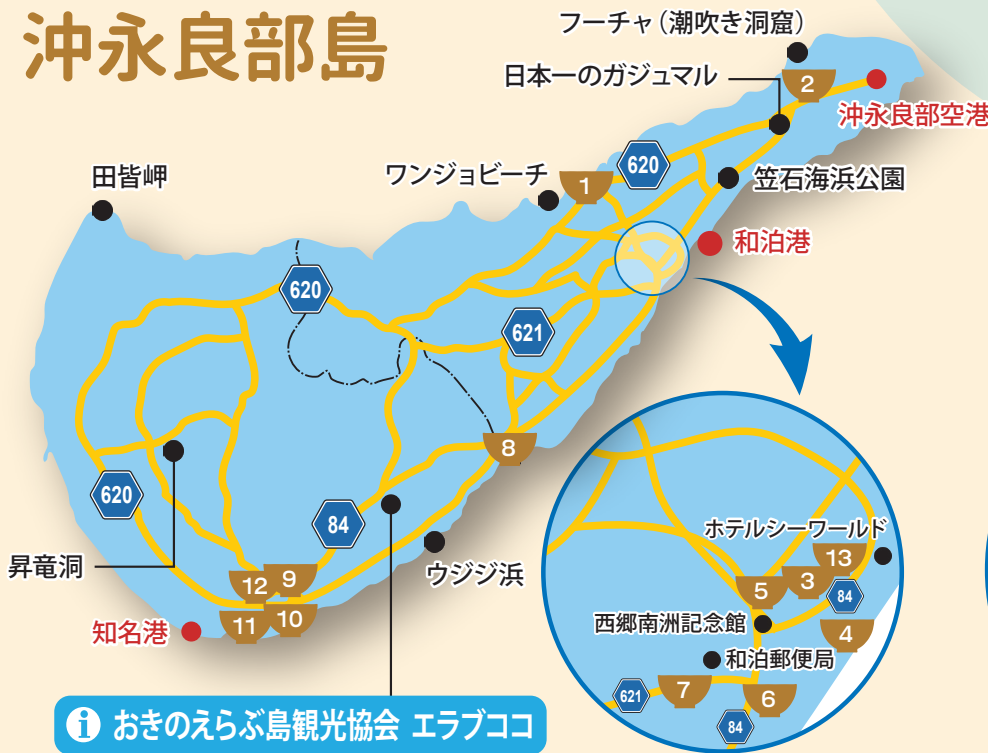 沖永良部島
フーチャ(潮吹き洞窟)
日本一のガジュマル
2
沖永良部空港
田皆岬
ワンジョビーチ
1
620
笠石海浜公園
和泊港
620
621
8
620
84
昇竜洞
ウジジ浜
12
9
11
10
知名港
ホテルシーワールド
13
3
5
84
西郷南洲記念館
4
和泊郵便局
621
7
6
84
i おきのえらぶ島観光協会 エラブココ